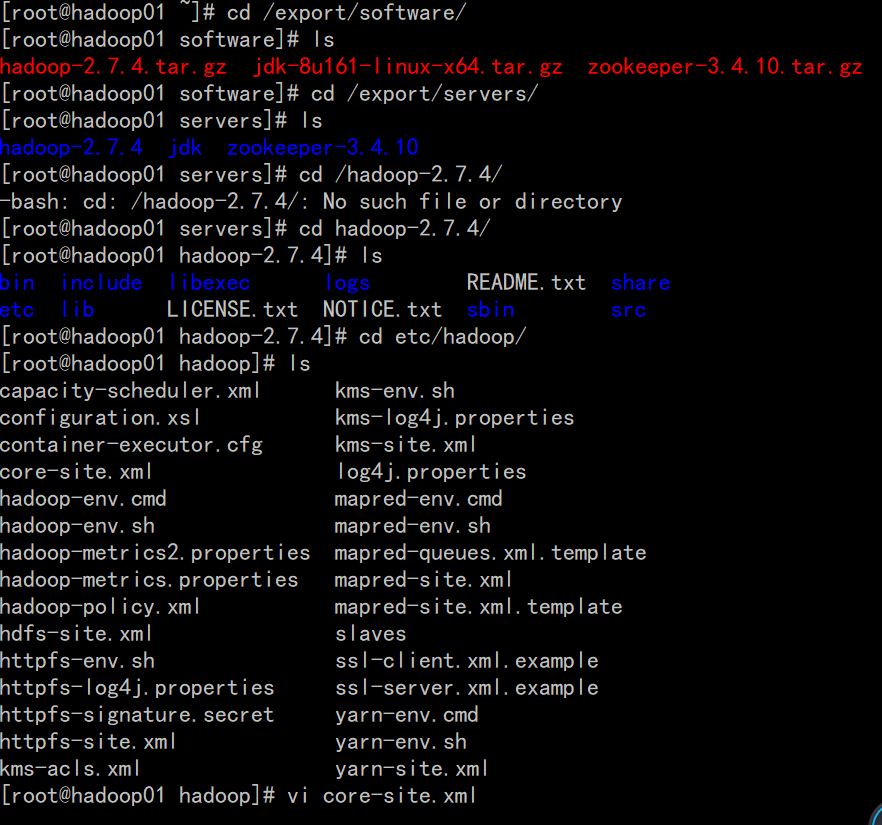 [root@hadoop01 ~]# cd /export/software/
[root@hadoop01 software]# ls
hadoop-2.7.4.tar.gz  jdk-8u161-linux-x64.tar.gz  zookeeper-3.4.10.tar.gz
[root@hadoop01 software]# cd /export/servers/
[root@hadoop01 servers]# ls
hadoop-2.7.4  jdk  zookeeper-3.4.10
[root@hadoop01 servers]# cd /hadoop-2.7.4/
-bash: cd: /hadoop-2.7.4/: No such file or directory
[root@hadoop01 servers]# cd hadoop-2.7.4/
[root@hadoop01 hadoop-2.7.4]# ls
bin  include  libexec      logs        README.txt  share
etc  lib      LICENSE.txt  NOTICE.txt  sbin        src
[root@hadoop01 hadoop-2.7.4]# cd etc/hadoop/
[root@hadoop01 hadoop]# ls
capacity-scheduler.xml      kms-env.sh
configuration.xsl           kms-log4j.properties
container-executor.cfg      kms-site.xml
core-site.xml               log4j.properties
hadoop-env.cmd              mapred-env.cmd
hadoop-env.sh               mapred-env.sh
hadoop-metrics2.properties  mapred-queues.xml.template
hadoop-metrics.properties   mapred-site.xml
hadoop-policy.xml           mapred-site.xml.template
hdfs-site.xml               slaves
httpfs-env.sh               ssl-client.xml.example
httpfs-log4j.properties     ssl-server.xml.example
httpfs-signature.secret     yarn-env.cmd
httpfs-site.xml             yarn-env.sh
kms-acls.xml                yarn-site.xml
[root@hadoop01 hadoop]# vi core-site.xml